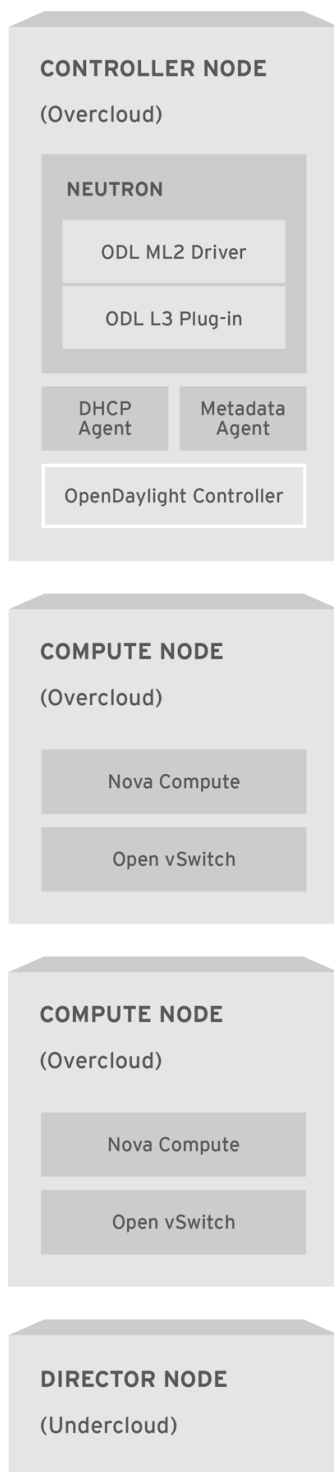 CONTROLLER NODE
(Overcloud)
NEUTRON
ODL ML2 Driver
ODL L3 Plug-in
DHCP
Agent
Metadata
Agent
OpenDaylight Controller
COMPUTE NODE
(Overcloud)
Nova Compute
Open vSwitch
COMPUTE NODE
(Overcloud)
Nova Compute
Open vSwitch
DIRECTOR NODE
(Undercloud)